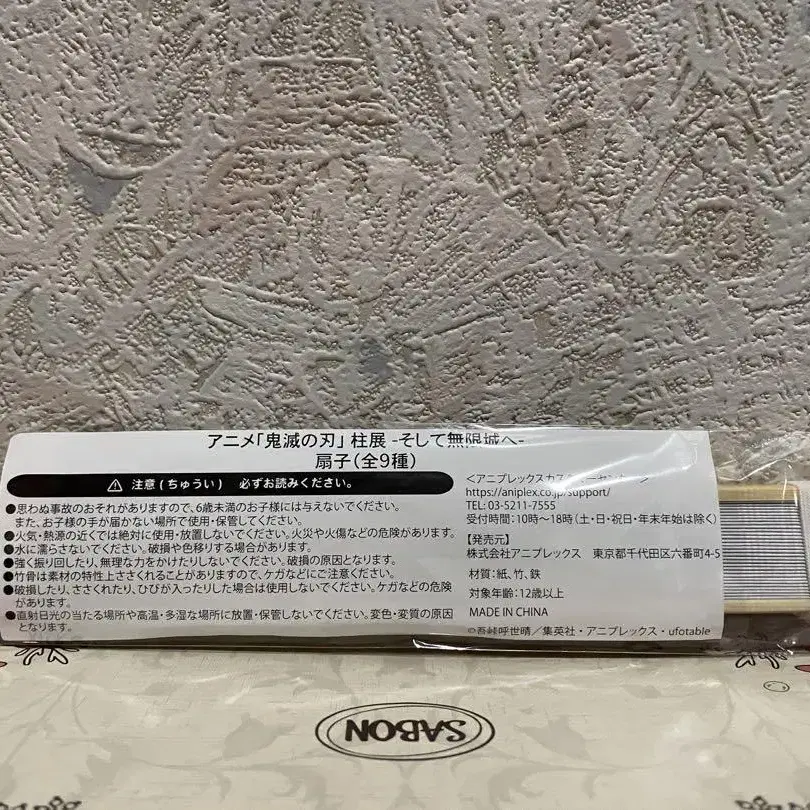 アニメ「鬼滅の刃」柱展 -そして無限城へ-
扇子(全9種)
⚠ 注意(ちゅうい) 必ずお読みください。
●思わぬ事故のおそれがありますので、6歳未満のお子様には与えないでください。
また、お子様の手が届かない場所で使用・保管してください。
●火気・熱源の近くでは絶対に使用・放置しないでください。火災や火傷などの危険があります。
●水に濡らさないでください。破損や色移りする場合があります。
●強く振り回したり、無理な力をかけたりしないでください。破損の原因となります。
●竹骨は素材の特性上ささくれることがありますので、ケガなどにご注意ください。
●破損したり、ささくれたり、ひびが入ったりした場合は使用しないでください。ケガなどの危険
があります。
●直射日光の当たる場所や高温・多湿な場所に放置・保管しないでください。変色・変質の原因
となります。
<アニプレックスカスタマーセンター>
https://aniplex.co.jp/support/
TEL: 03-5211-7555
受付時間:10時〜18時(土・日・祝日・年末年始は除く)
【発売元】
株式会社アニプレックス 東京都千代田区六番町4-5
材質:紙、竹、鉄
対象年齢:12歳以上
MADE IN CHINA
©吾峠呼世晴/集英社・アニプレックス・ufotable
SABON